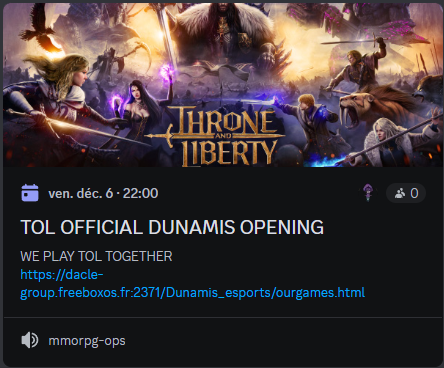 THRONE
AND
LIBERTY
ven. déc. 6 · 22:00
0
TOL OFFICIAL DUNAMIS OPENING
WE PLAY TOL TOGETHER
https://dacle-
group.freeboxos.fr:2371/Dunamis_esports/ourgames.html
mmorpg-ops